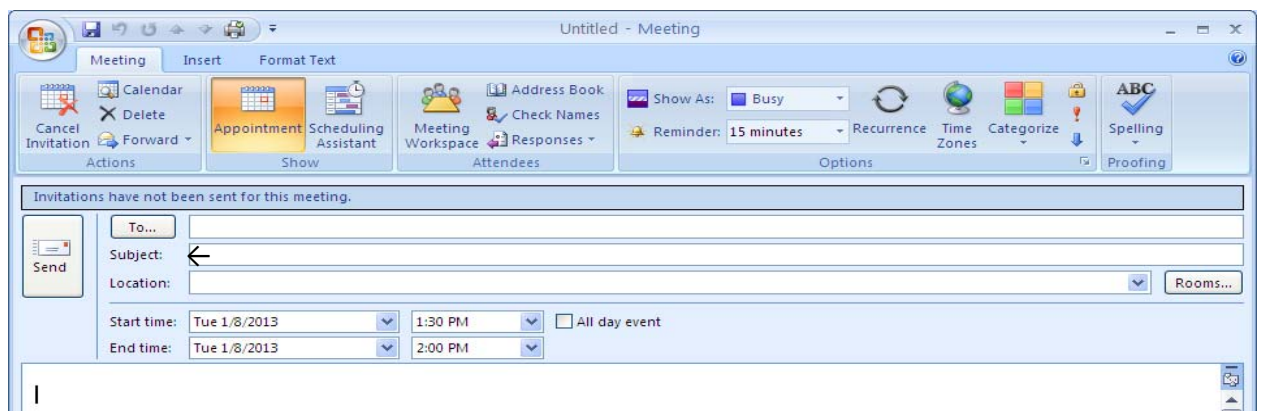 Untitled - Meeting
Meeting Insert Format Text
Cancel Invitation
Calendar
Delete
Forward
Actions
Appointment
Scheduling Assistant
Show
Meeting Workspace
Address Book
Check Names
Responses
Attendees
Show As: Busy
Reminder: 15 minutes
Recurrence
Time Zones
Categorize
Options
ABC
Spelling
Proofing
Invitations have not been sent for this meeting.
Send
To...
Subject:
Location: Rooms...
Start time: Tue 1/8/2013 1:30 PM All day event
End time: Tue 1/8/2013 2:00 PM